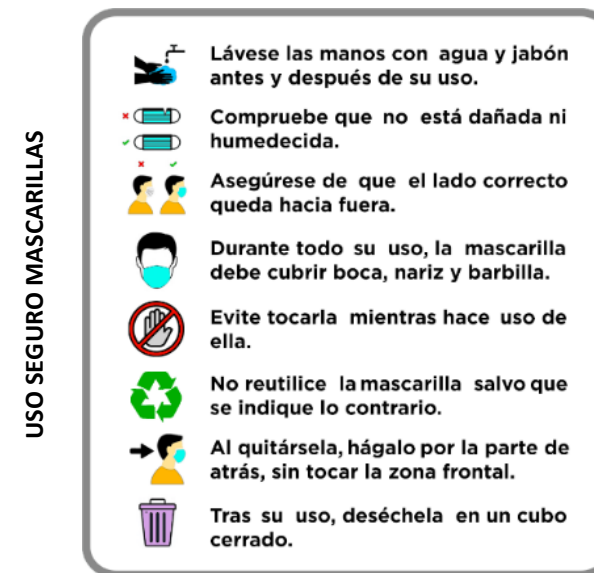 USO SEGURO MASCARILLAS
Lávese las manos con agua y jabón
antes y después de su uso.
Compruebe que no está dañada ni
humedecida.
Asegúrese de que el lado correcto
queda hacia fuera.
Durante todo su uso, la mascarilla
debe cubrir boca, nariz y barbilla.
Evite tocarla mientras hace uso de
ella.
No reutilice la mascarilla salvo que
se indique lo contrario.
Al quitársela, hágalo por la parte de
atrás, sin tocar la zona frontal.
Tras su uso, deséchela en un cubo
cerrado.